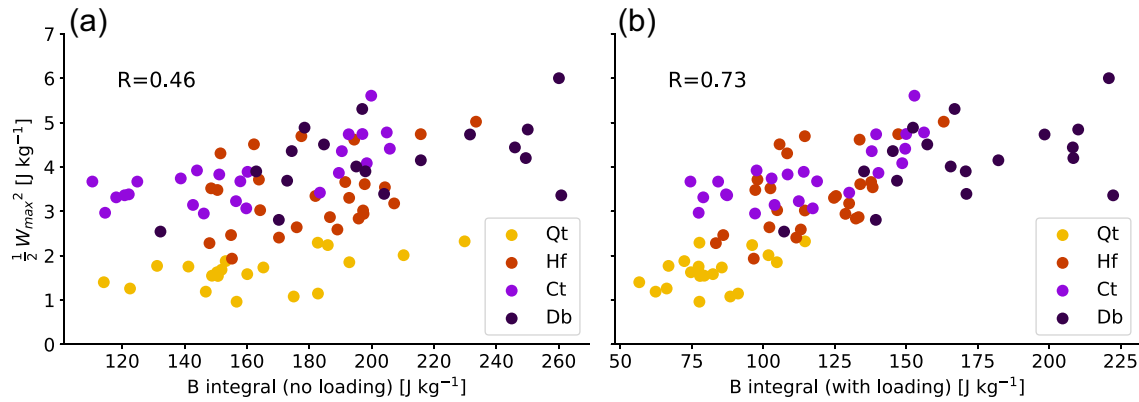 (a)
(b)
R=0.46
R=0.73
½ W_max² [J kg⁻¹]
7
6
5
4
3
2
1
0
Qt
Hf
Ct
Db
Qt
Hf
Ct
Db
120 140 160 180 200 220 240 260
50 75 100 125 150 175 200 225
B integral (no loading) [J kg⁻¹]
B integral (with loading) [J kg⁻¹]